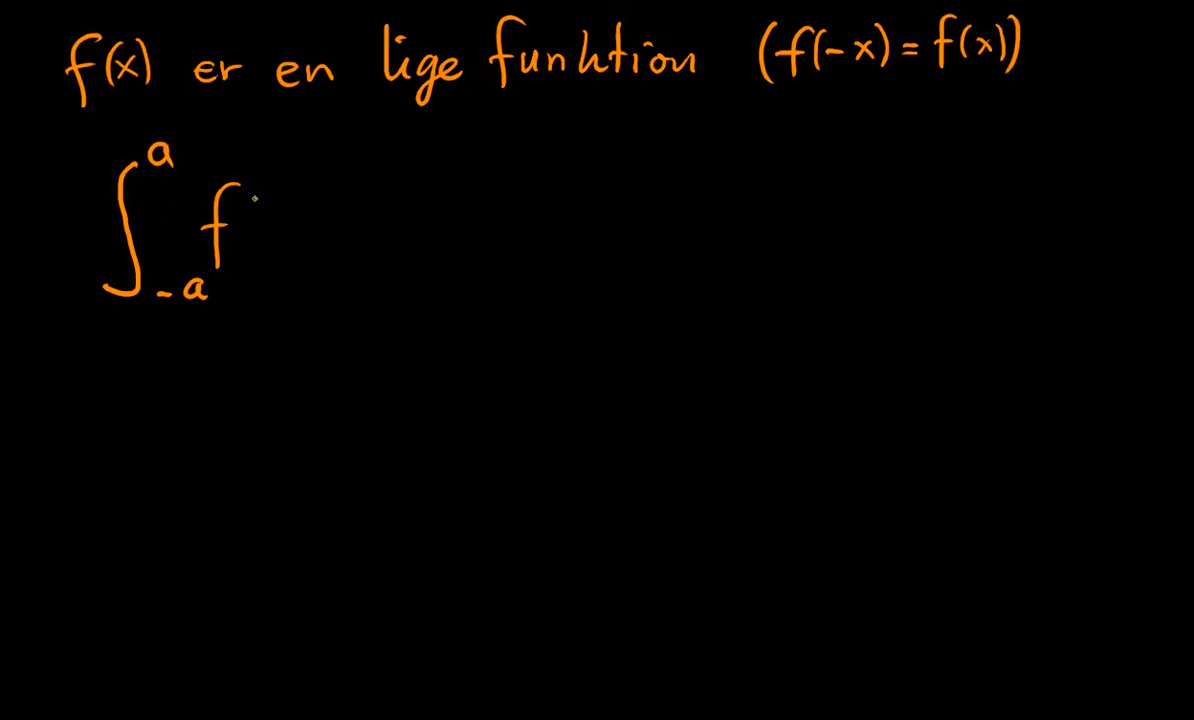 f(x) er en lige funktion (f(-x) = f(x))
∫_{-a}^{a} f